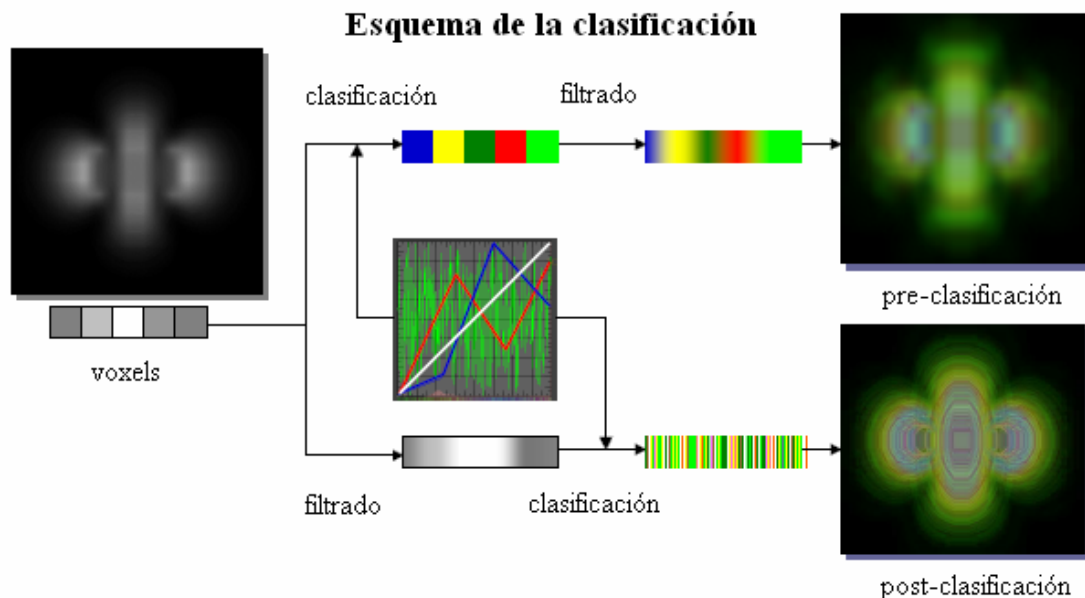 Esquema de la clasificación
clasificación
filtrado
pre-clasificación
voxels
filtrado
clasificación
post-clasificación